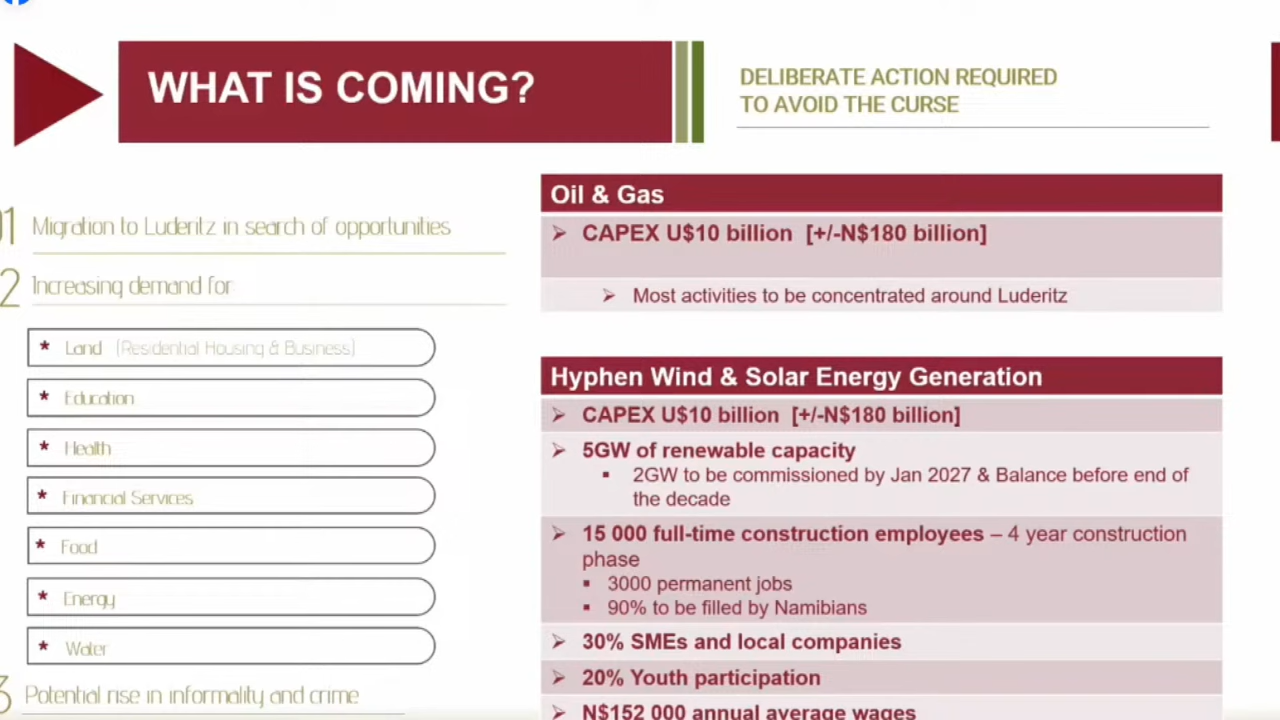 WHAT IS COMING?
DELIBERATE ACTION REQUIRED
TO AVOID THE CURSE
01 Migration to Luderitz in search of opportunities
2 Increasing demand for
* Land (Residential Housing & Business)
* Education
* Health
* Financial Services
* Food
* Energy
* Water
3 Potential rise in informality and crime
Oil & Gas
➢ CAPEX U$10 billion [+/-N$180 billion]
➢ Most activities to be concentrated around Luderitz
Hyphen Wind & Solar Energy Generation
➢ CAPEX U$10 billion [+/-N$180 billion]
➢ 5GW of renewable capacity
▪ 2GW to be commissioned by Jan 2027 & Balance before end of
the decade
➢ 15 000 full-time construction employees – 4 year construction
phase
▪ 3000 permanent jobs
▪ 90% to be filled by Namibians
➢ 30% SMEs and local companies
➢ 20% Youth participation
➢ N$152 000 annual average wages